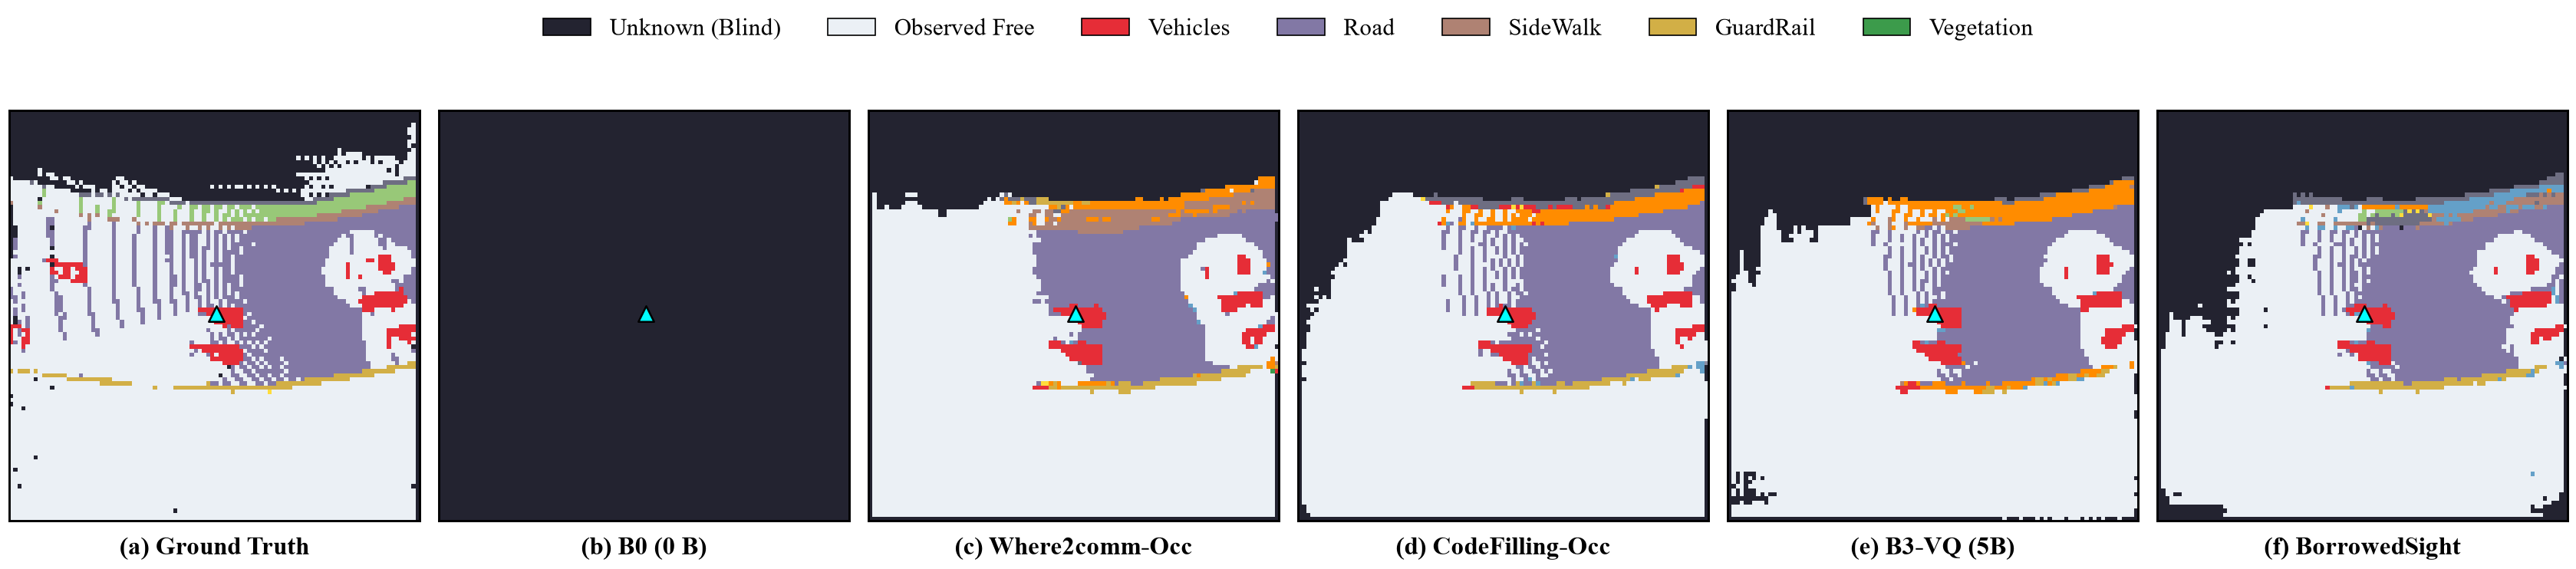 Unknown (Blind) Observed Free Vehicles Road SideWalk GuardRail Vegetation
(a) Ground Truth (b) B0 (0 B) (c) Where2comm-Occ (d) CodeFilling-Occ (e) B3-VQ (5B) (f) BorrowedSight